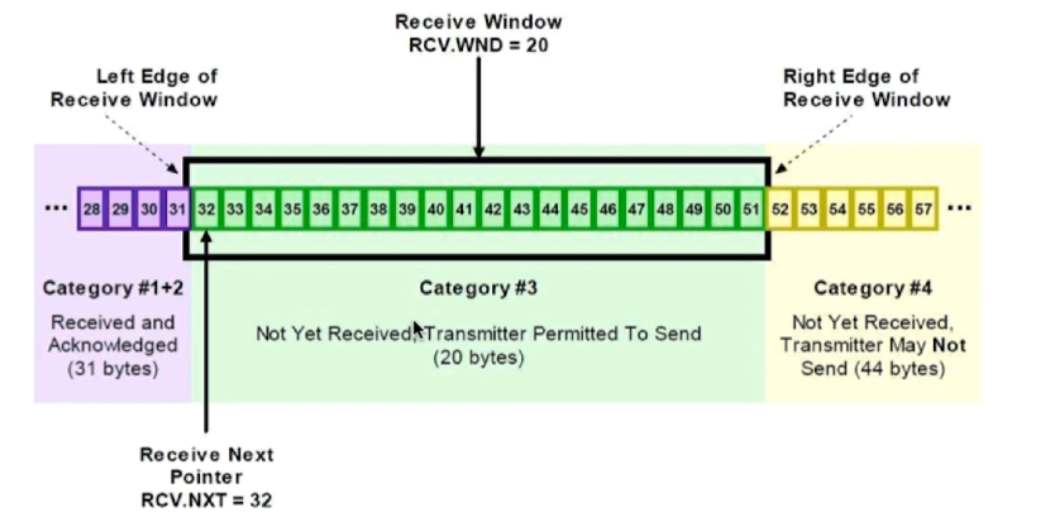 Receive Window
RCV.WND = 20
Left Edge of
Receive Window
Right Edge of
Receive Window
... 28 29 30 31 32 33 34 35 36 37 38 39 40 41 42 43 44 45 46 47 48 49 50 51 52 53 54 55 56 57 ...
Category #1+2
Received and
Acknowledged
(31 bytes)
Category #3
Not Yet Received, Transmitter Permitted To Send
(20 bytes)
Category #4
Not Yet Received,
Transmitter May Not
Send (44 bytes)
Receive Next
Pointer
RCV.NXT = 32